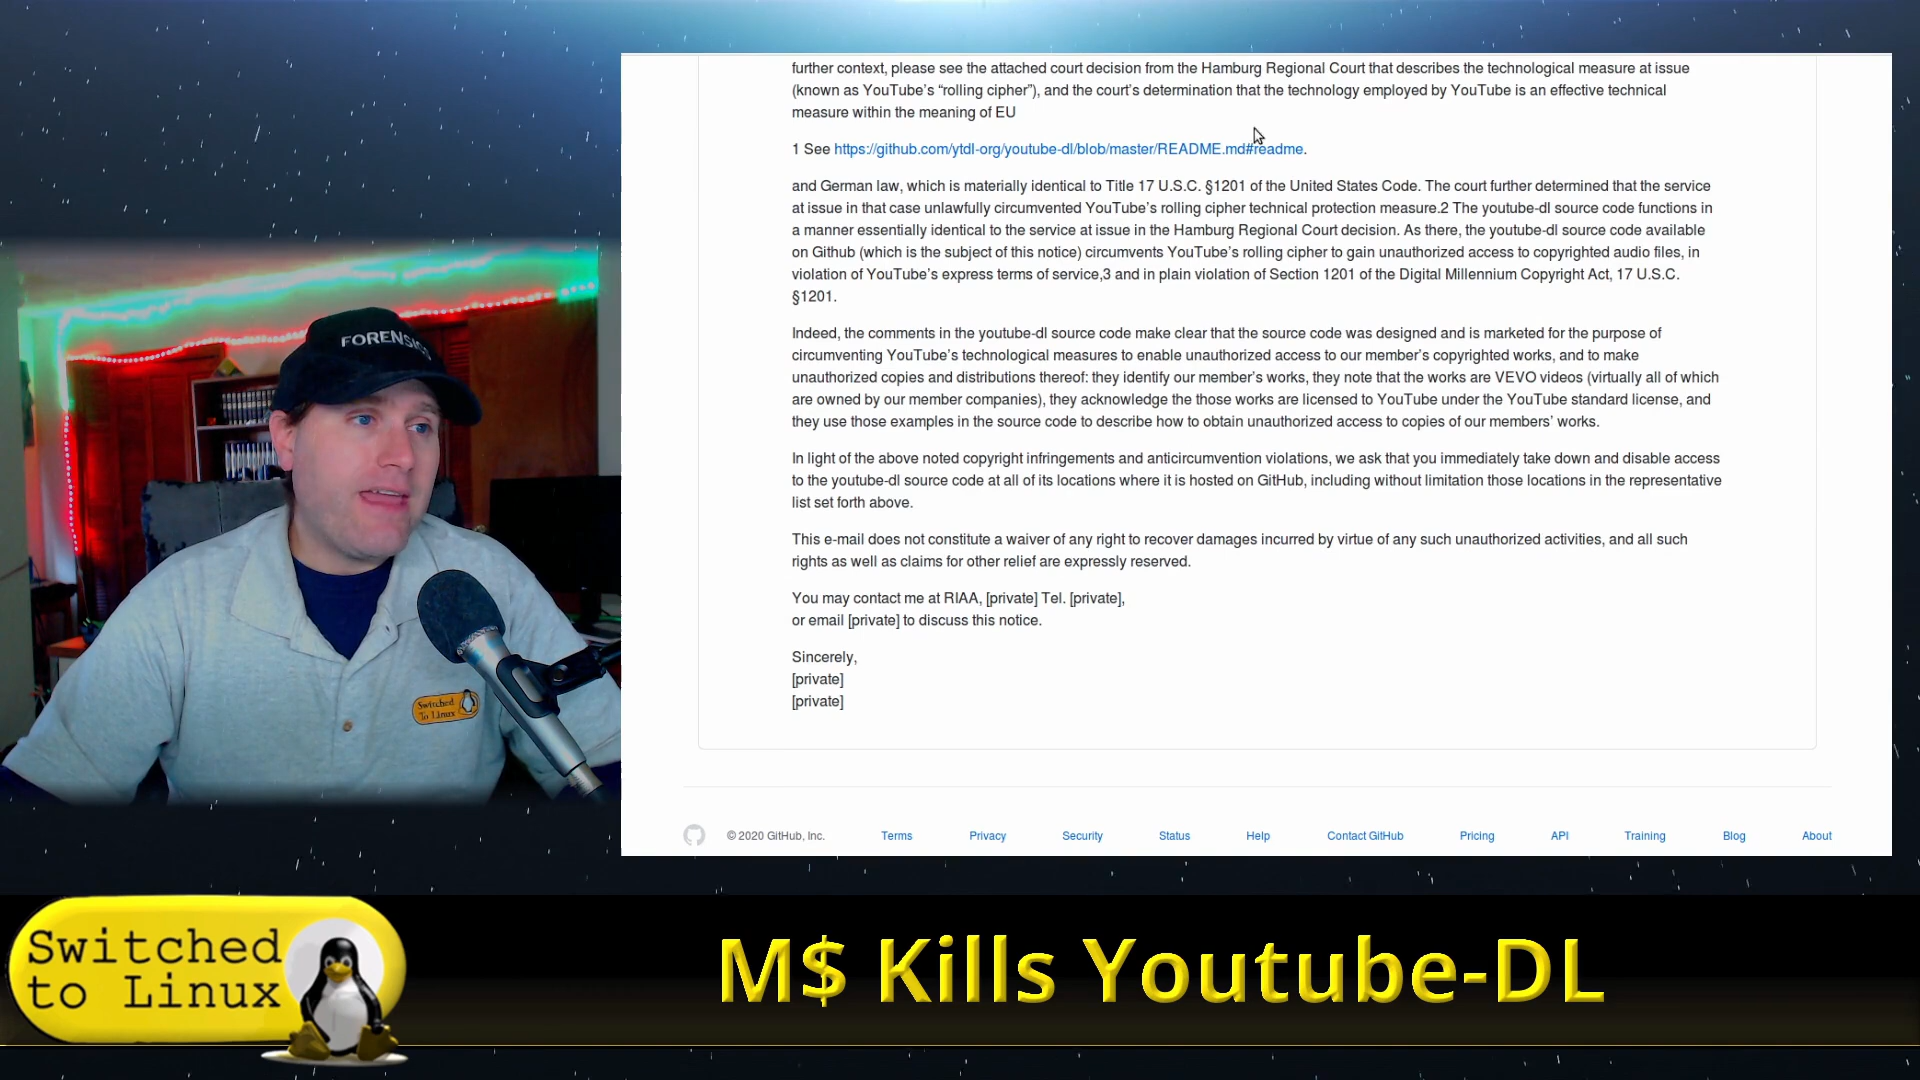 further context, please see the attached court decision from the Hamburg Regional Court that describes the technological measure at issue
(known as YouTube’s “rolling cipher”), and the court’s determination that the technology employed by YouTube is an effective technical
measure within the meaning of EU
1 See https://github.com/ytdl-org/youtube-dl/blob/master/README.md#readme.
and German law, which is materially identical to Title 17 U.S.C. §1201 of the United States Code. The court further determined that the service
at issue in that case unlawfully circumvented YouTube’s rolling cipher technical protection measure.2 The youtube-dl source code functions in
a manner essentially identical to the service at issue in the Hamburg Regional Court decision. As there, the youtube-dl source code available
on Github (which is the subject of this notice) circumvents YouTube’s rolling cipher to gain unauthorized access to copyrighted audio files, in
violation of YouTube’s express terms of service,3 and in plain violation of Section 1201 of the Digital Millennium Copyright Act, 17 U.S.C.
§1201.
Indeed, the comments in the youtube-dl source code make clear that the source code was designed and is marketed for the purpose of
circumventing YouTube’s technological measures to enable unauthorized access to our member’s copyrighted works, and to make
unauthorized copies and distributions thereof: they identify our member’s works, they note that the works are VEVO videos (virtually all of which
are owned by our member companies), they acknowledge the those works are licensed to YouTube under the YouTube standard license, and
they use those examples in the source code to describe how to obtain unauthorized access to copies of our members’ works.
In light of the above noted copyright infringements and anticircumvention violations, we ask that you immediately take down and disable access
to the youtube-dl source code at all of its locations where it is hosted on GitHub, including without limitation those locations in the representative
list set forth above.
This e-mail does not constitute a waiver of any right to recover damages incurred by virtue of any such unauthorized activities, and all such
rights as well as claims for other relief are expressly reserved.
You may contact me at RIAA, [private] Tel. [private],
or email [private] to discuss this notice.
Sincerely,
[private]
[private]
© 2020 GitHub, Inc. Terms Privacy Security Status Help Contact GitHub Pricing API Training Blog About
FORENSICS
Switched
To Linux
Switched
to Linux
M$ Kills Youtube-DL